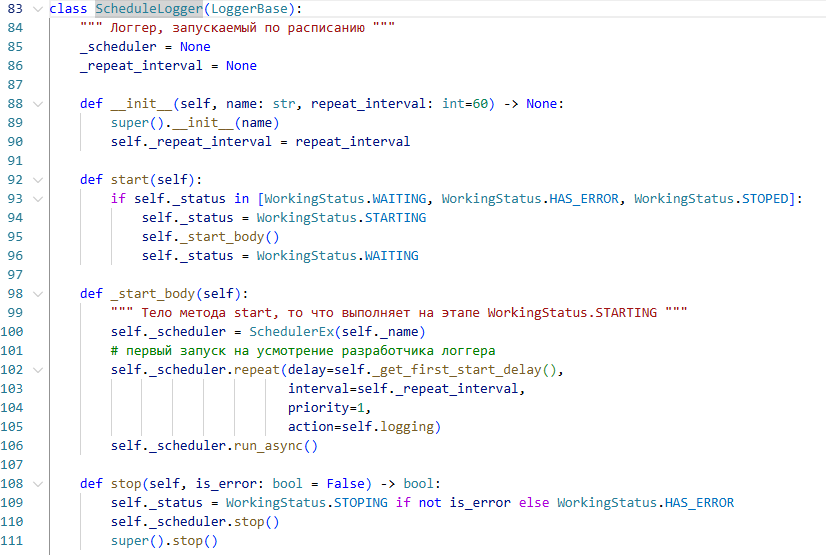 83 class ScheduleLogger(LoggerBase):
84     """ Логгер, запускаемый по расписанию """
85     _scheduler = None
86     _repeat_interval = None
87
88     def __init__(self, name: str, repeat_interval: int=60) -> None:
89         super().__init__(name)
90         self._repeat_interval = repeat_interval
91
92     def start(self):
93         if self._status in [WorkingStatus.WAITING, WorkingStatus.HAS_ERROR, WorkingStatus.STOPED]:
94             self._status = WorkingStatus.STARTING
95             self._start_body()
96             self._status = WorkingStatus.WAITING
97
98     def _start_body(self):
99         """ Тело метода start, то что выполняет на этапе WorkingStatus.STARTING """
100         self._scheduler = SchedulerEx(self._name)
101         # первый запуск на усмотрение разработчика логгера
102         self._scheduler.repeat(delay=self._get_first_start_delay(),
103                                interval=self._repeat_interval,
104                                priority=1,
105                                action=self.logging)
106         self._scheduler.run_async()
107
108     def stop(self, is_error: bool = False) -> bool:
109         self._status = WorkingStatus.STOPING if not is_error else WorkingStatus.HAS_ERROR
110         self._scheduler.stop()
111         super().stop()